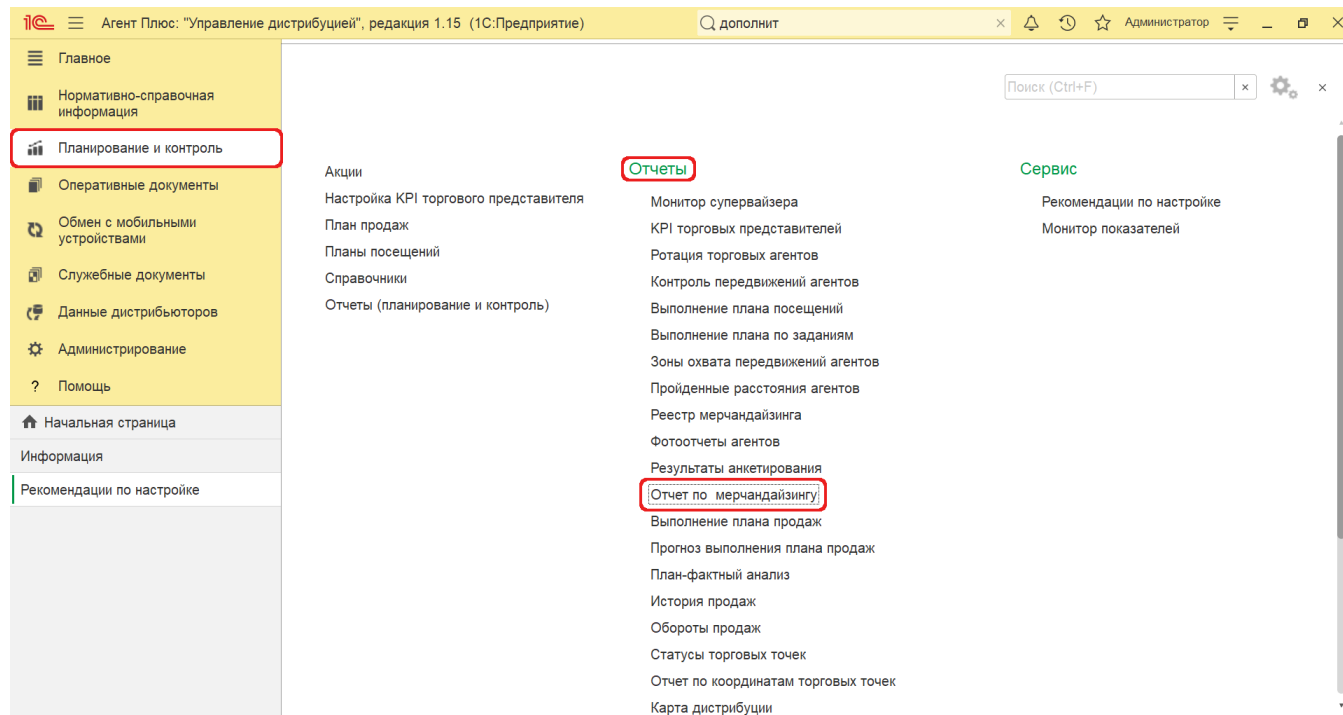 1С Агент Плюс: "Управление дистрибуцией", редакция 1.15 (1С:Предприятие) дополнит Администратор
Главное
Нормативно-справочная
информация
Планирование и контроль
Оперативные документы
Обмен с мобильными
устройствами
Служебные документы
Данные дистрибьюторов
Администрирование
? Помощь
Начальная страница
Информация
Рекомендации по настройке
Поиск (Ctrl+F)
Акции
Настройка KPI торгового представителя
План продаж
Планы посещений
Справочники
Отчеты (планирование и контроль)
Отчеты
Монитор супервайзера
KPI торговых представителей
Ротация торговых агентов
Контроль передвижений агентов
Выполнение плана посещений
Выполнение плана по заданиям
Зоны охвата передвижений агентов
Пройденные расстояния агентов
Реестр мерчандайзинга
Фотоотчеты агентов
Результаты анкетирования
Отчет по мерчандайзингу
Выполнение плана продаж
Прогноз выполнения плана продаж
План-фактный анализ
История продаж
Обороты продаж
Статусы торговых точек
Отчет по координатам торговых точек
Карта дистрибуции
Сервис
Рекомендации по настройке
Монитор показателей